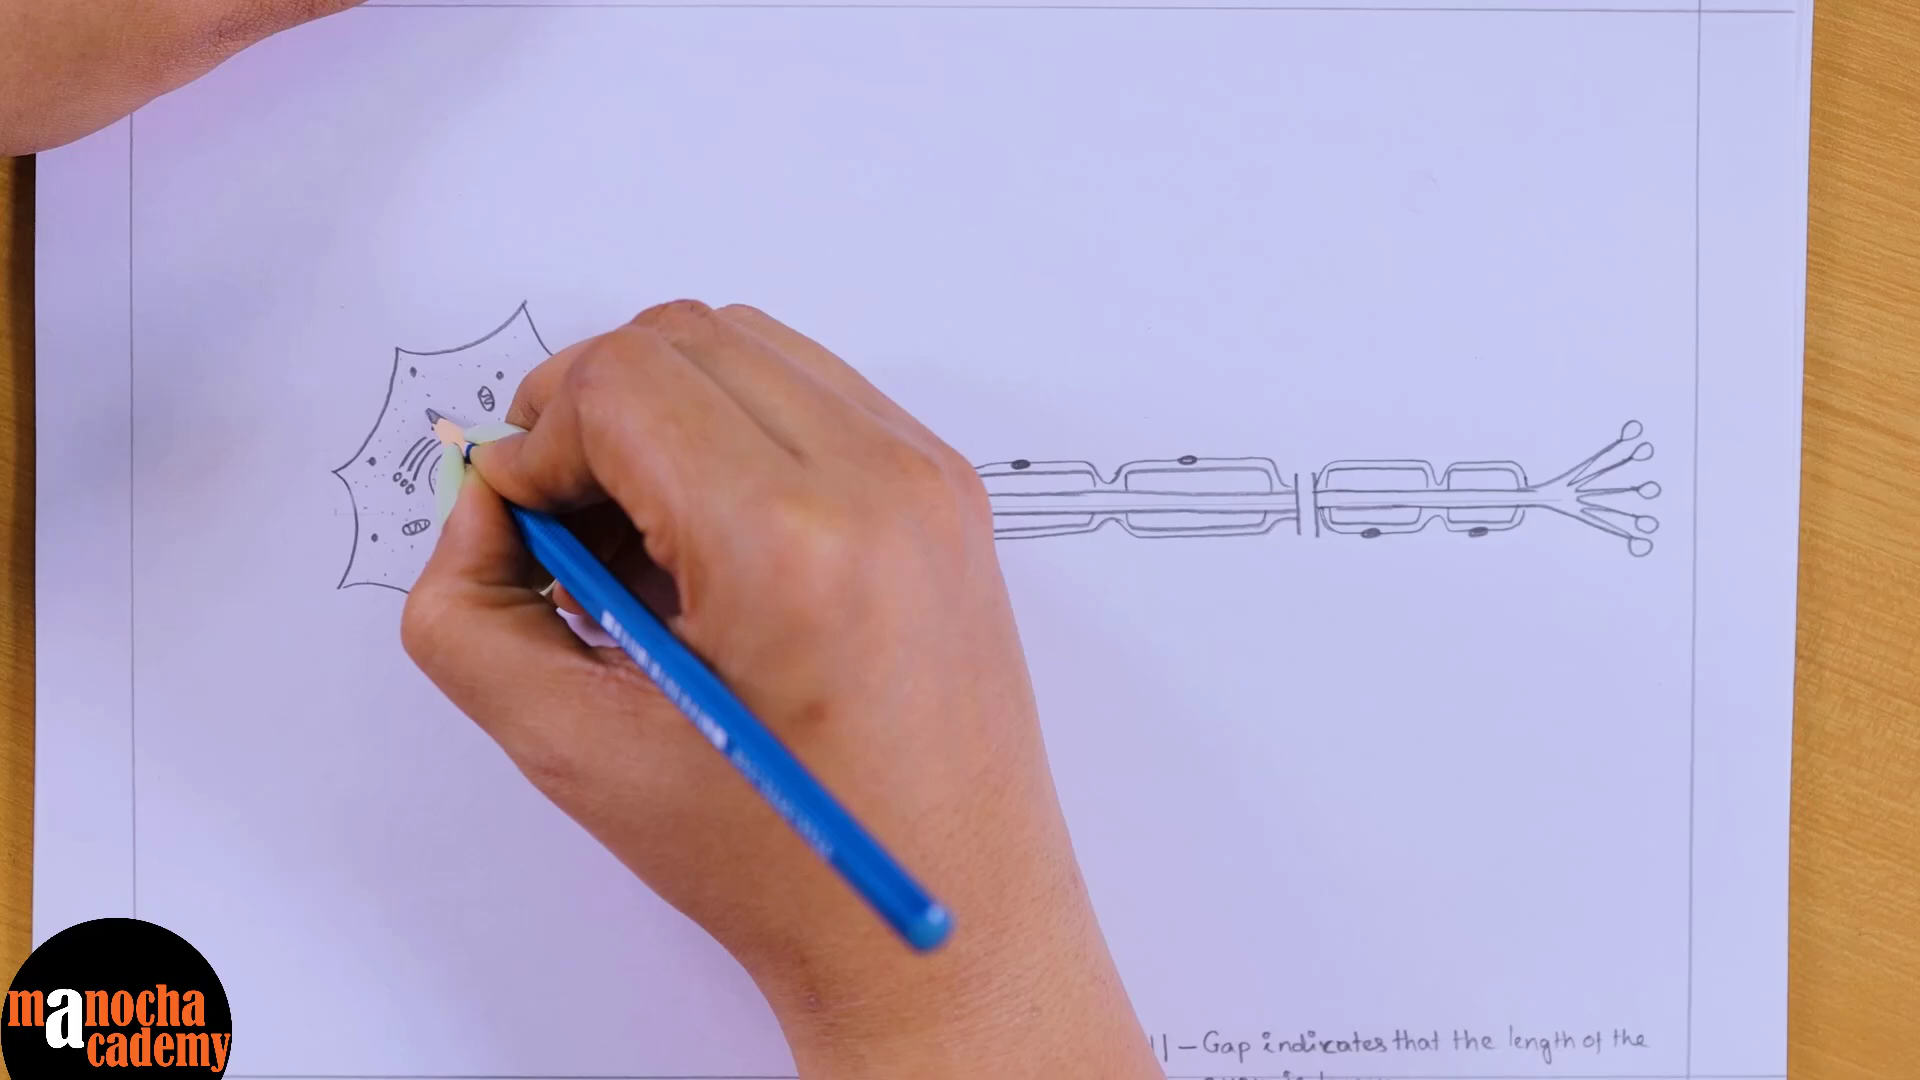 || – Gap indicates that the length of the
manocha
academy